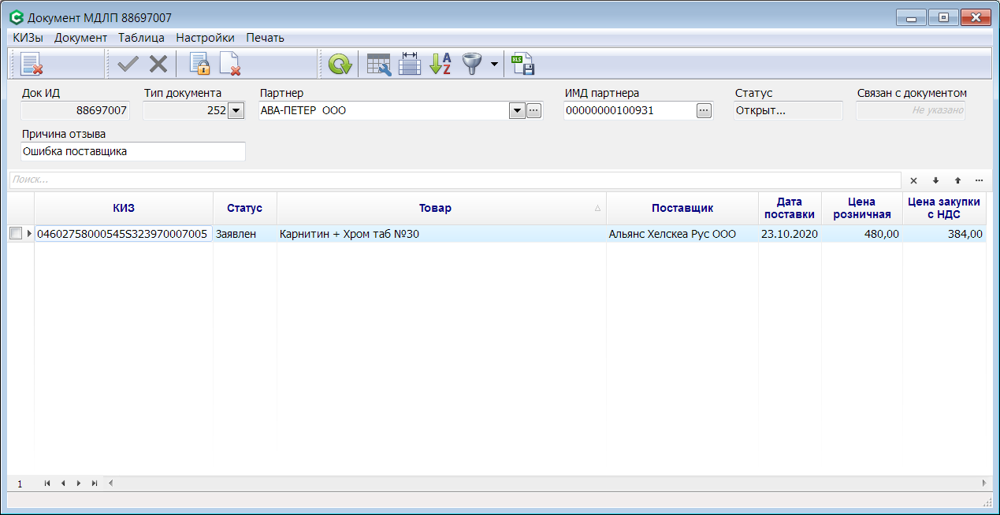 Документ МДЛП 88697007
КИЗы Документ Таблица Настройки Печать
A
Z
XLS
Док ИД Тип документа Партнер ИМД партнера Статус Связан с документом
88697007 252 АВА-ПЕТЕР ООО 00000000100931 Открыт... Не указано
Причина отзыва
Ошибка поставщика
Поиск...
КИЗ Статус Товар Поставщик Дата поставки Цена розничная Цена закупки с НДС
04602758000545S323970007005 Заявлен Карнитин + Хром таб №30 Альянс Хелскеа Рус ООО 23.10.2020 480,00 384,00
1